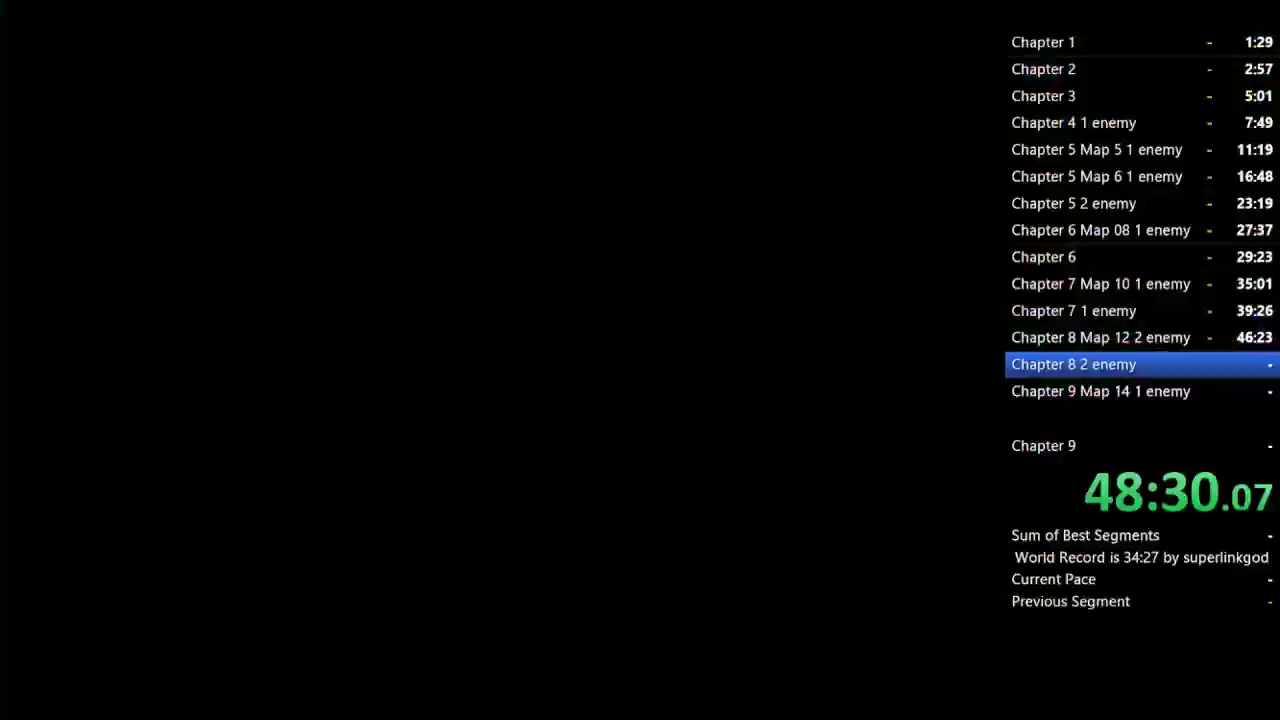 Chapter 1 - 1:29
Chapter 2 - 2:57
Chapter 3 - 5:01
Chapter 4 1 enemy - 7:49
Chapter 5 Map 5 1 enemy - 11:19
Chapter 5 Map 6 1 enemy - 16:48
Chapter 5 2 enemy - 23:19
Chapter 6 Map 08 1 enemy - 27:37
Chapter 6 - 29:23
Chapter 7 Map 10 1 enemy - 35:01
Chapter 7 1 enemy - 39:26
Chapter 8 Map 12 2 enemy - 46:23
Chapter 8 2 enemy -
Chapter 9 Map 14 1 enemy -
Chapter 9 -
48:30.07
Sum of Best Segments -
World Record is 34:27 by superlinkgod
Current Pace -
Previous Segment -